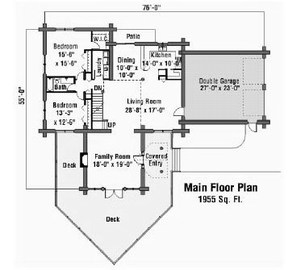 76'-0"
Patio
W.I.C.
Bedroom
15'-6"
x 15'-6"
Laundry
Dining
10'-0" x
10'-0"
Kitchen
14'-0" x 10'-0"
Double Garage
27'-0" x 23'-0"
55'-0"
Bath
Bedroom
13'-3"
x 12'-6"
DN
UP
Living Room
28'-8" x 17'-0"
Deck
Family Room
18'-0" x 19'-0"
Covered
Entry
Main Floor Plan
1955 Sq. Ft.
Deck